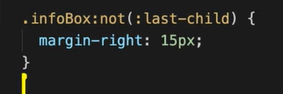 .infoBox:not(:last-child) {
  margin-right: 15px;
}